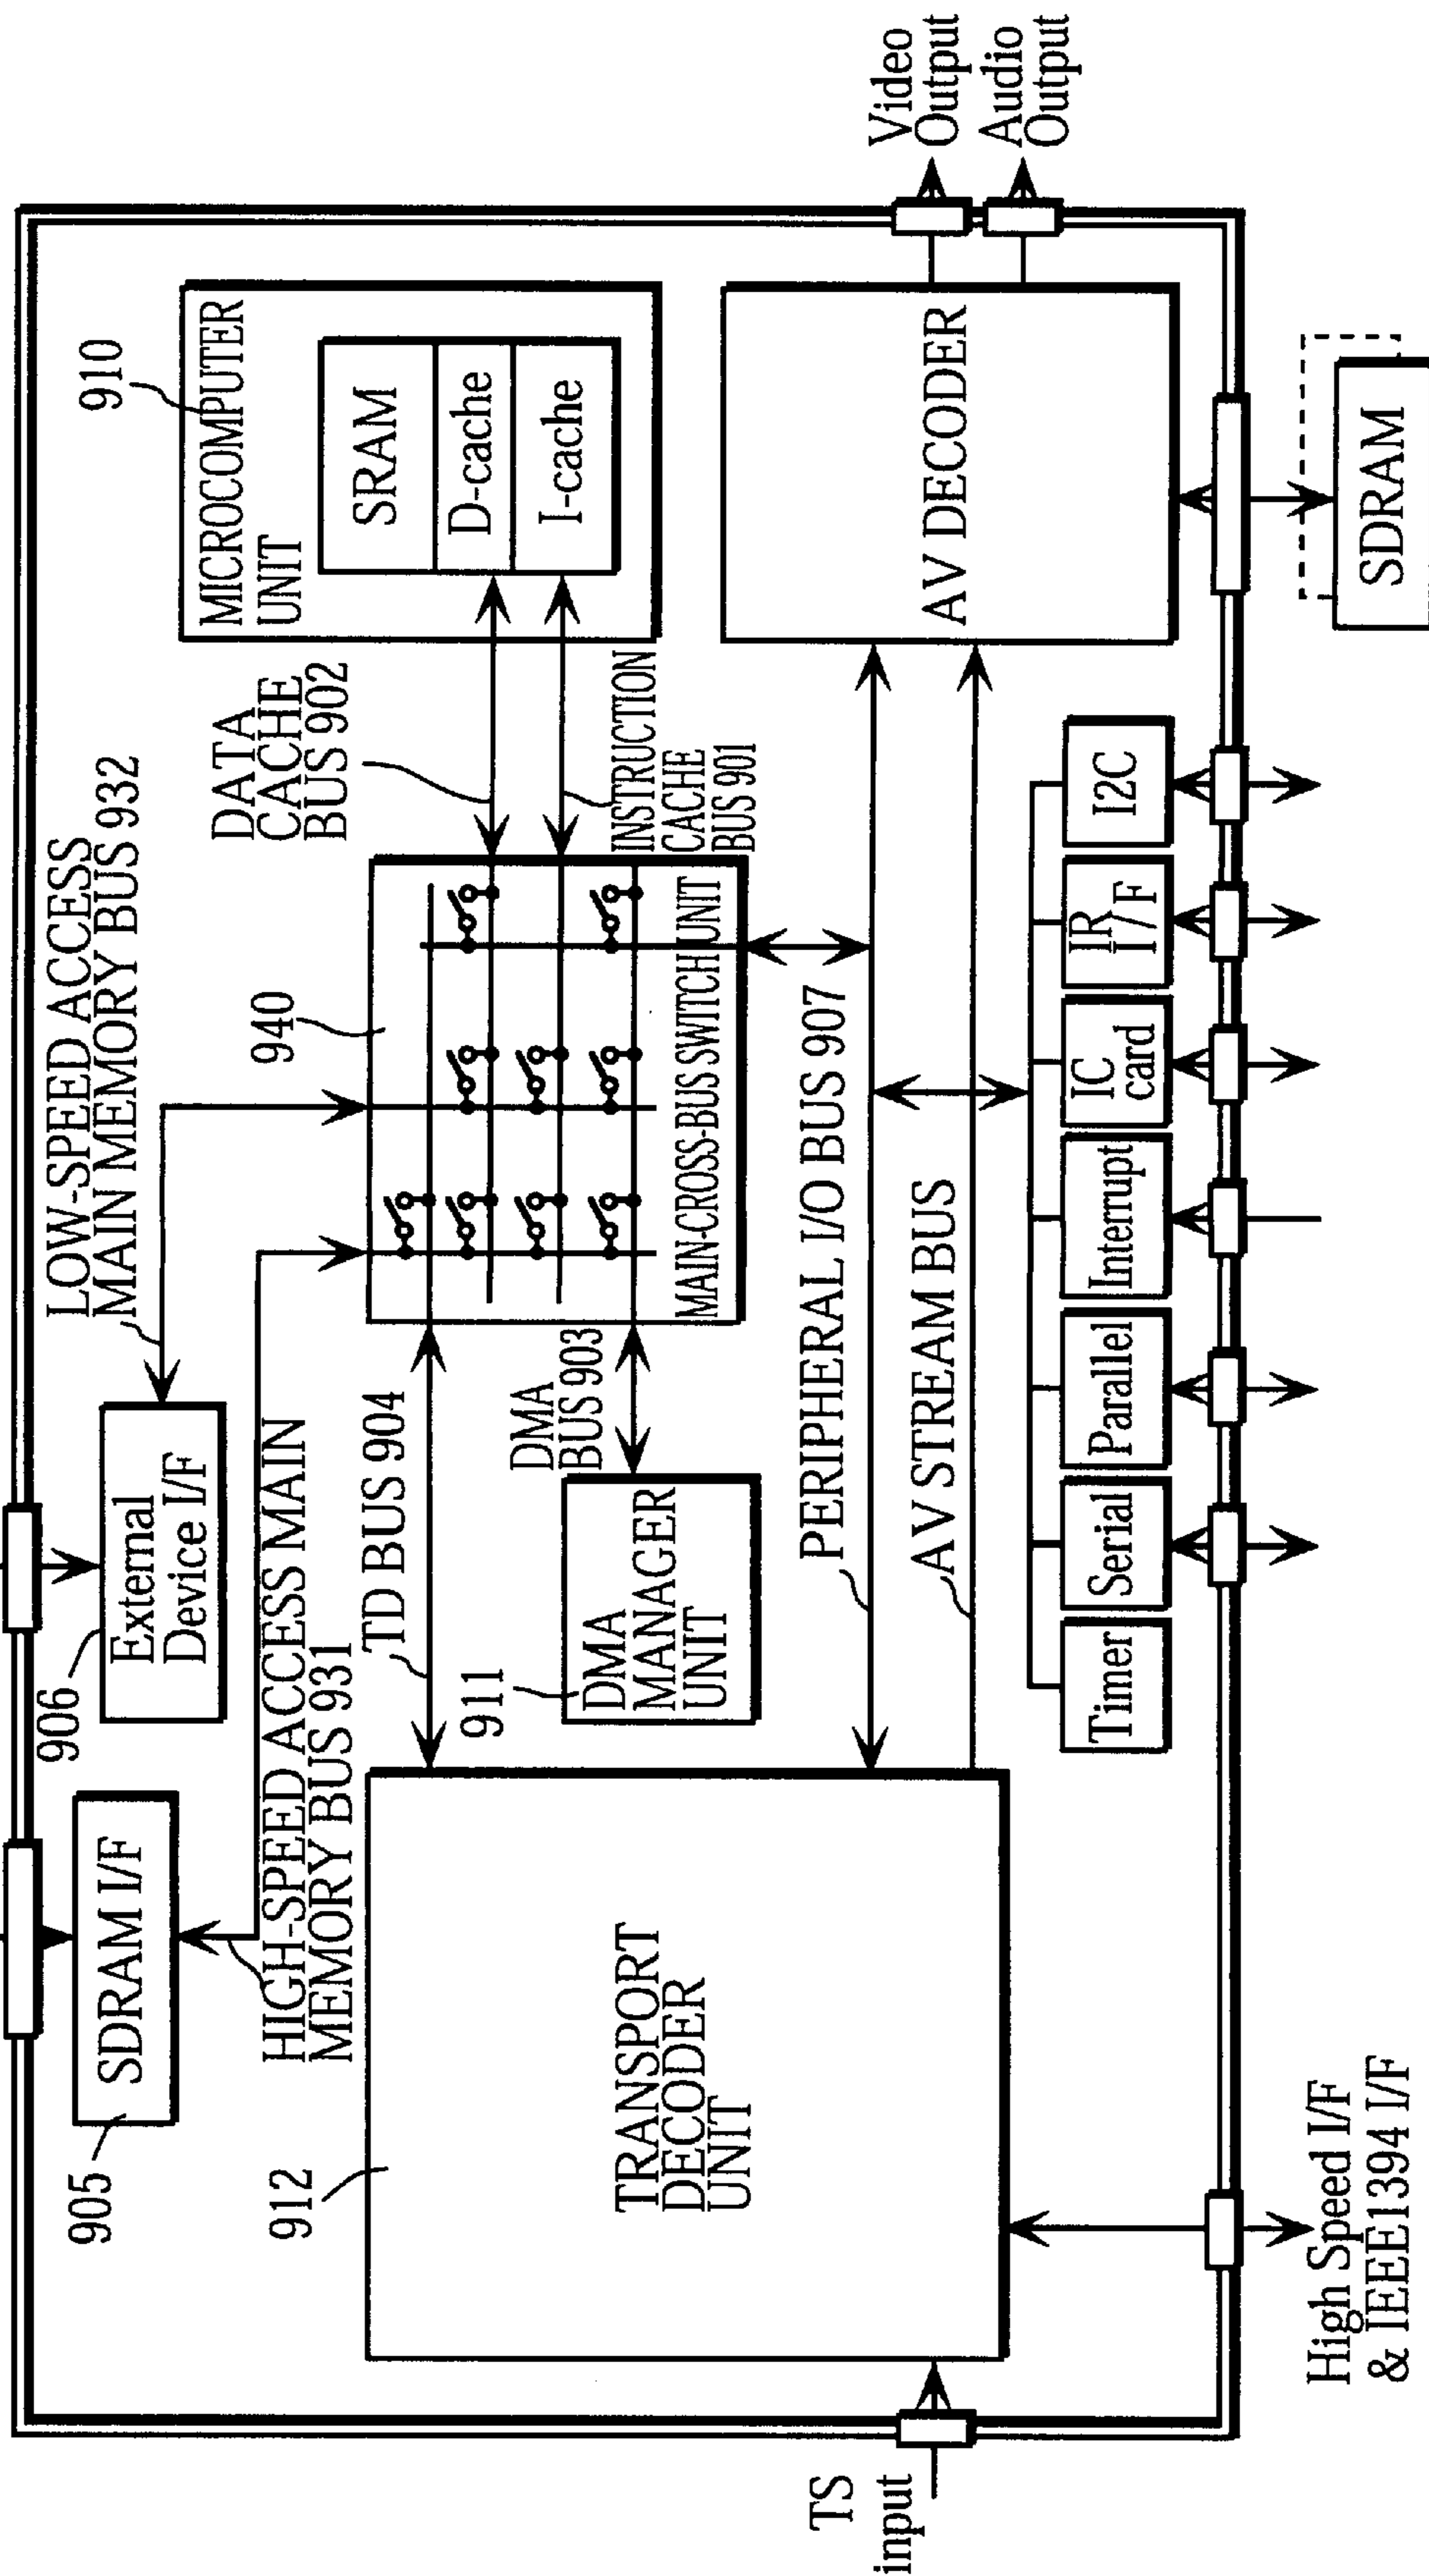 905
SDRAM I/F
906
External
Device I/F
LOW-SPEED ACCESS
MAIN MEMORY BUS 932
HIGH-SPEED ACCESS MAIN
MEMORY BUS 931
910
MICROCOMPUTER
UNIT
SRAM
D-cache
I-cache
DATA
CACHE
BUS 902
INSTRUCTION
CACHE
BUS 901
940
MAIN-CROSS-BUS SWITCH UNIT
TD BUS 904
DMA
BUS 903
911
DMA
MANAGER
UNIT
912
TRANSPORT
DECODER
UNIT
PERIPHERAL I/O BUS 907
AV STREAM BUS
AV DECODER
Video
Output
Audio
Output
TS
input
Timer
Serial
Parallel
Interrupt
IC
card
IR
I/F
I2C
SDRAM
High Speed I/F
& IEEE1394 I/F